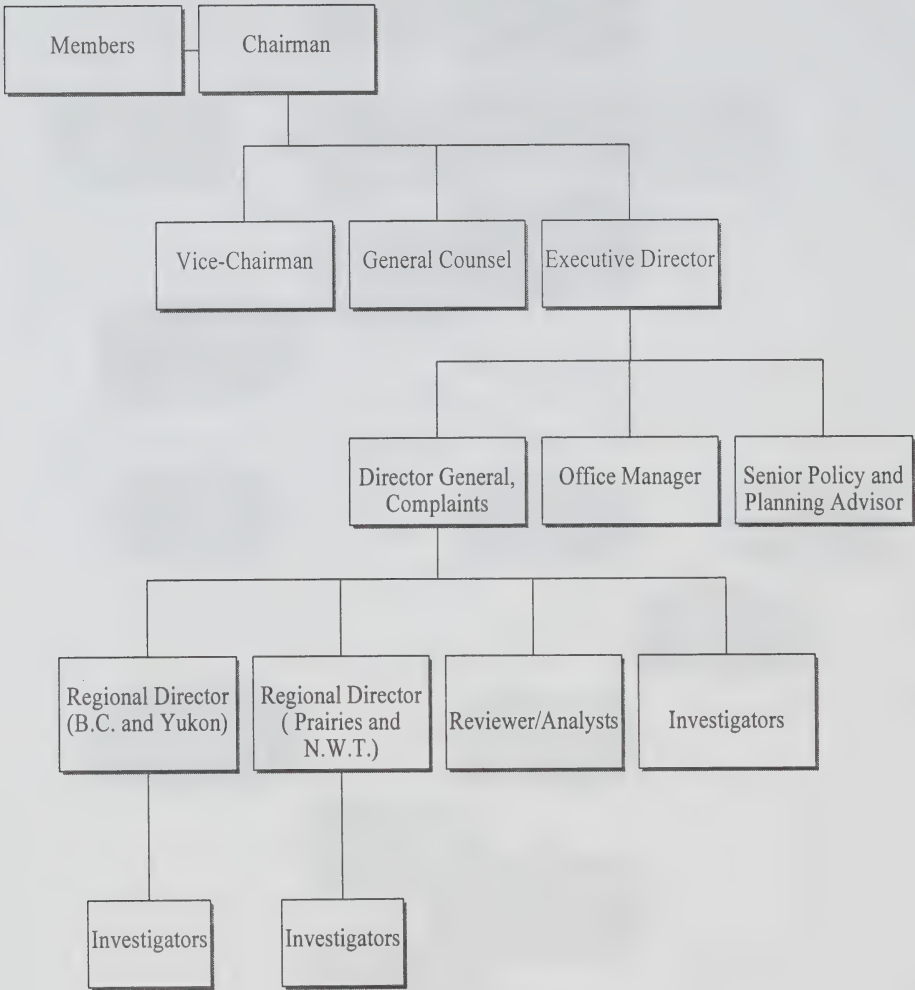 Members
Chairman
Vice-Chairman
General Counsel
Executive Director
Director General,
Complaints
Office Manager
Senior Policy and
Planning Advisor
Regional Director
(B.C. and Yukon)
Regional Director
( Prairies and
N.W.T.)
Reviewer/Analysts
Investigators
Investigators
Investigators